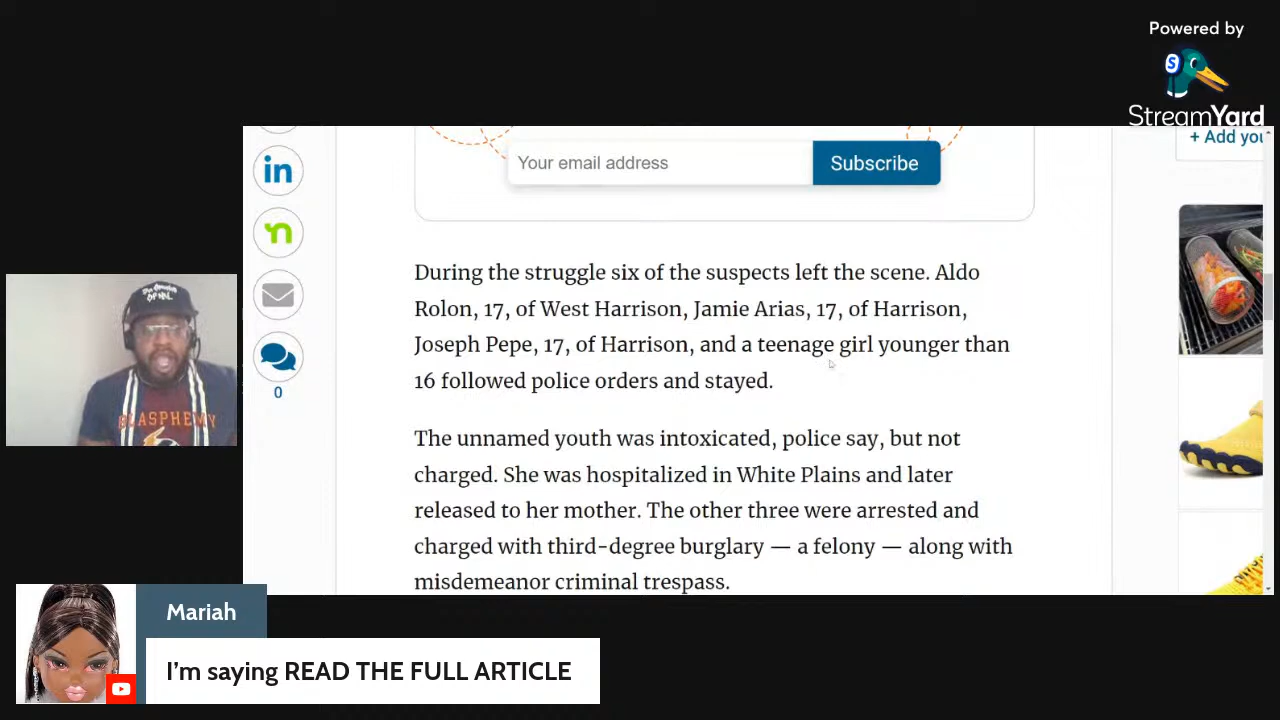 Powered by
S
StreamYard
+ Add you
Your email address
Subscribe
in
During the struggle six of the suspects left the scene. Aldo
Rolon, 17, of West Harrison, Jamie Arias, 17, of Harrison,
Joseph Pepe, 17, of Harrison, and a teenage girl younger than
16 followed police orders and stayed.
0
The unnamed youth was intoxicated, police say, but not
charged. She was hospitalized in White Plains and later
released to her mother. The other three were arrested and
charged with third-degree burglary — a felony — along with
misdemeanor criminal trespass.
BLASPHEMY
Mariah
I’m saying READ THE FULL ARTICLE